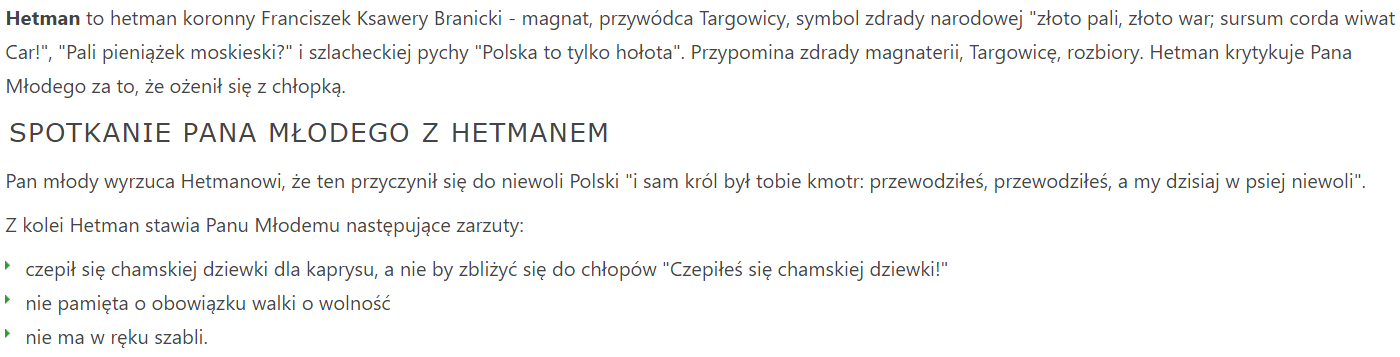 Hetman to hetman koronny Franciszek Ksawery Branicki - magnat, przywódca Targowicy, symbol zdrady narodowej "złoto pali, złoto war; sursum corda wiwat
Car!", "Pali pieniążek moskieski?" i szlacheckiej pychy "Polska to tylko hołota". Przypomina zdrady magnaterii, Targowicę, rozbiory. Hetman krytykuje Pana
Młodego za to, że ożenił się z chłopką.
SPOTKANIE PANA MŁODEGO Z HETMANEM
Pan młody wyrzuca Hetmanowi, że ten przyczynił się do niewoli Polski "i sam król był tobie kmotr: przewodziłeś, przewodziłeś, a my dzisiaj w psiej niewoli".
Z kolei Hetman stawia Panu Młodemu następujące zarzuty:
czepił się chamskiej dziewki dla kaprysu, a nie by zbliżyć się do chłopów "Czepiłeś się chamskiej dziewki!"
nie pamięta o obowiązku walki o wolność
nie ma w ręku szabli.